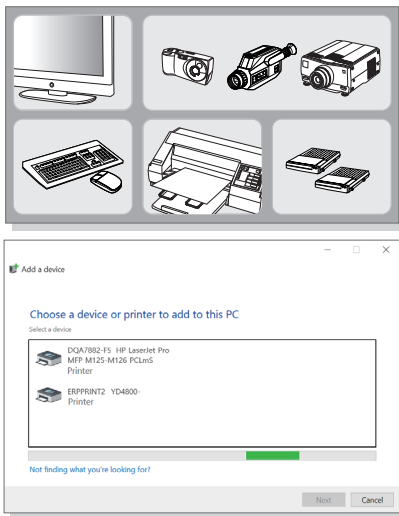 Add a device
Choose a device or printer to add to this PC
Select a device
DQA7882-F5 HP LaserJet Pro
MFP M125-M126 PCLmS
Printer
ERPPRINT2 YD4800-
Printer
Not finding what you're looking for?
Next Cancel